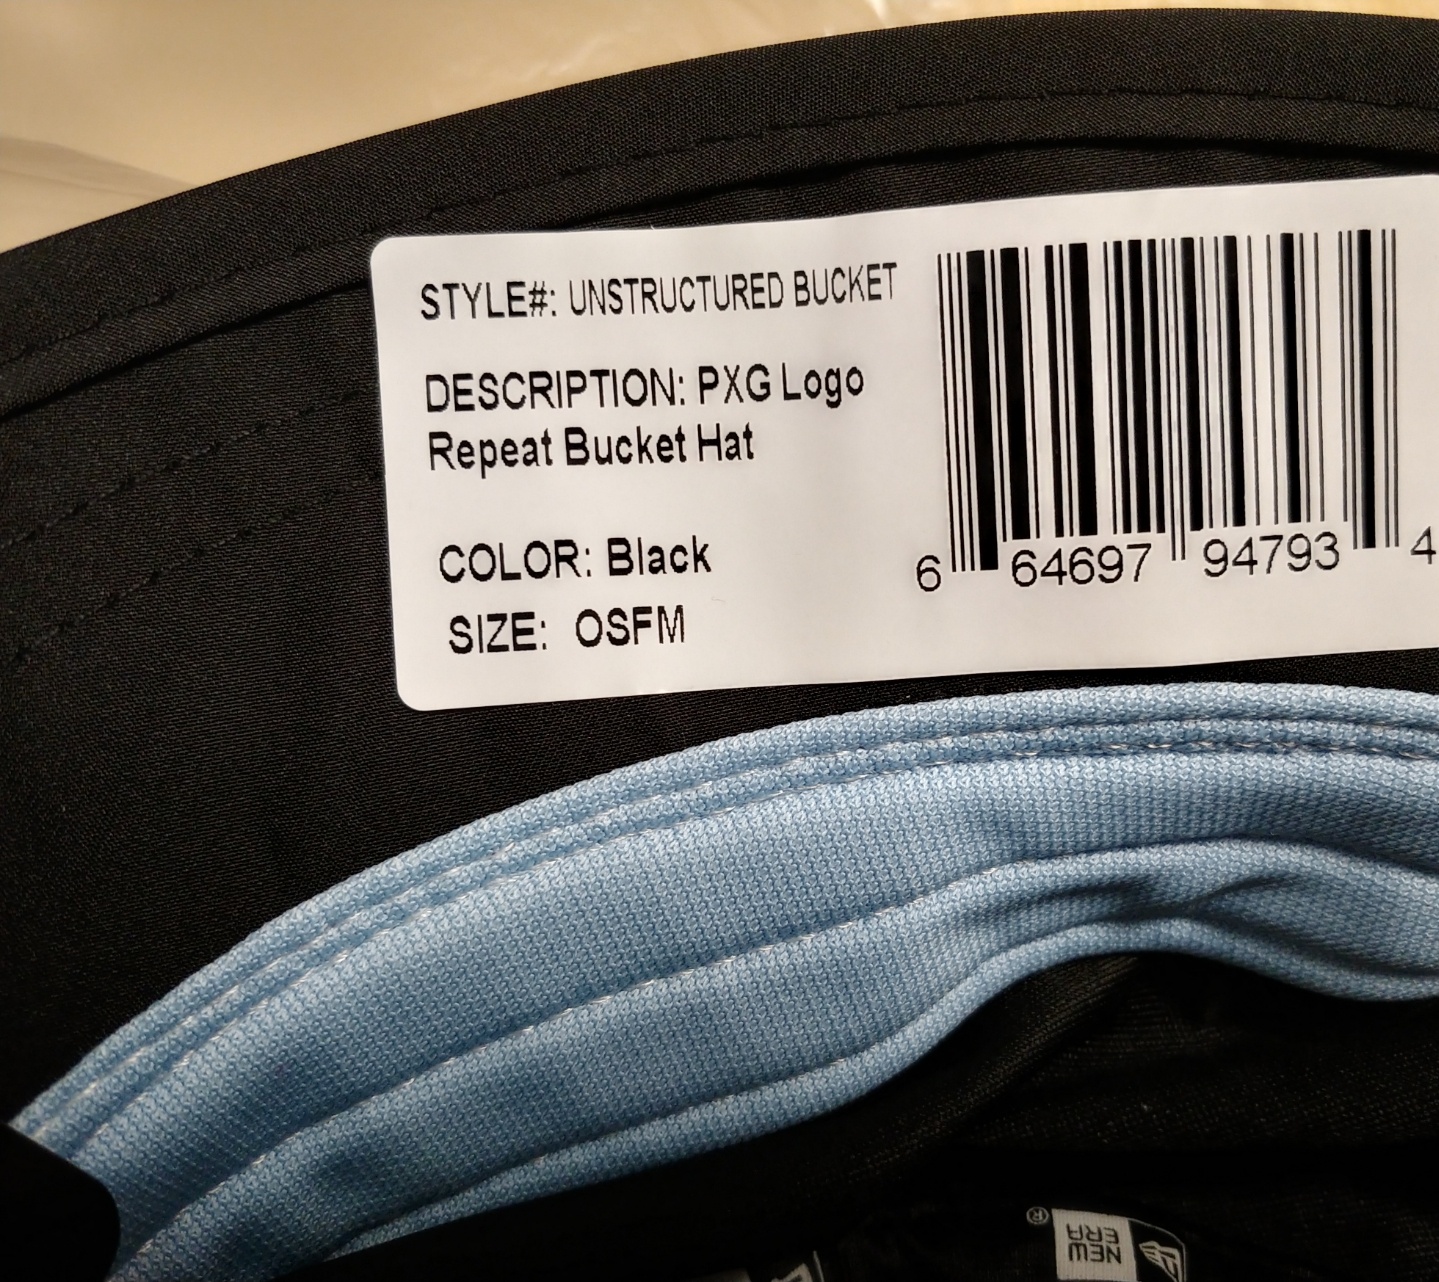 STYLE#: UNSTRUCTURED BUCKET
DESCRIPTION: PXG Logo
Repeat Bucket Hat
COLOR: Black
SIZE: OSFM
6 64697 94793 4
®
NEW
ERA